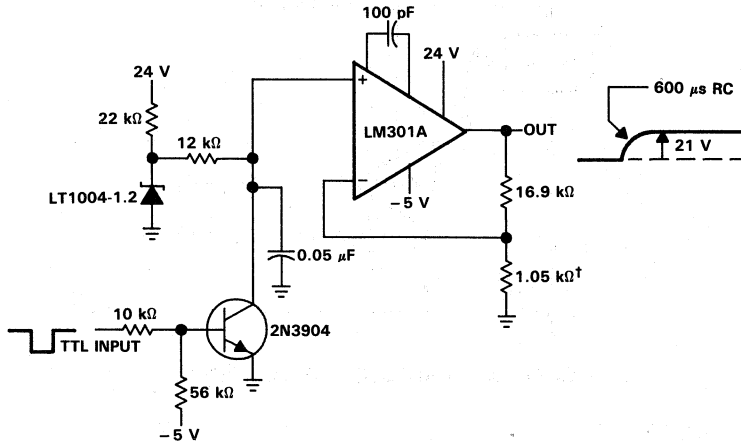 100 pF
24 V
24 V
600 μs RC
22 kΩ
12 kΩ
+
LM301A
OUT
21 V
LT1004-1.2
−
−5 V
16.9 kΩ
0.05 μF
1.05 kΩ†
10 kΩ
2N3904
TTL INPUT
56 kΩ
−5 V